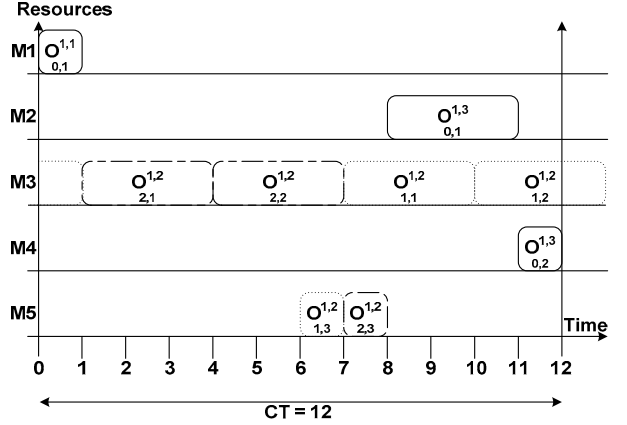 Resources
M1
O1,1
0,1
M2
O1,3
0,1
M3
O1,2
2,1
O1,2
2,2
O1,2
1,1
O1,2
1,2
M4
O1,3
0,2
M5
O1,2
1,3
O1,2
2,3
Time
0 1 2 3 4 5 6 7 8 9 10 11 12
CT = 12